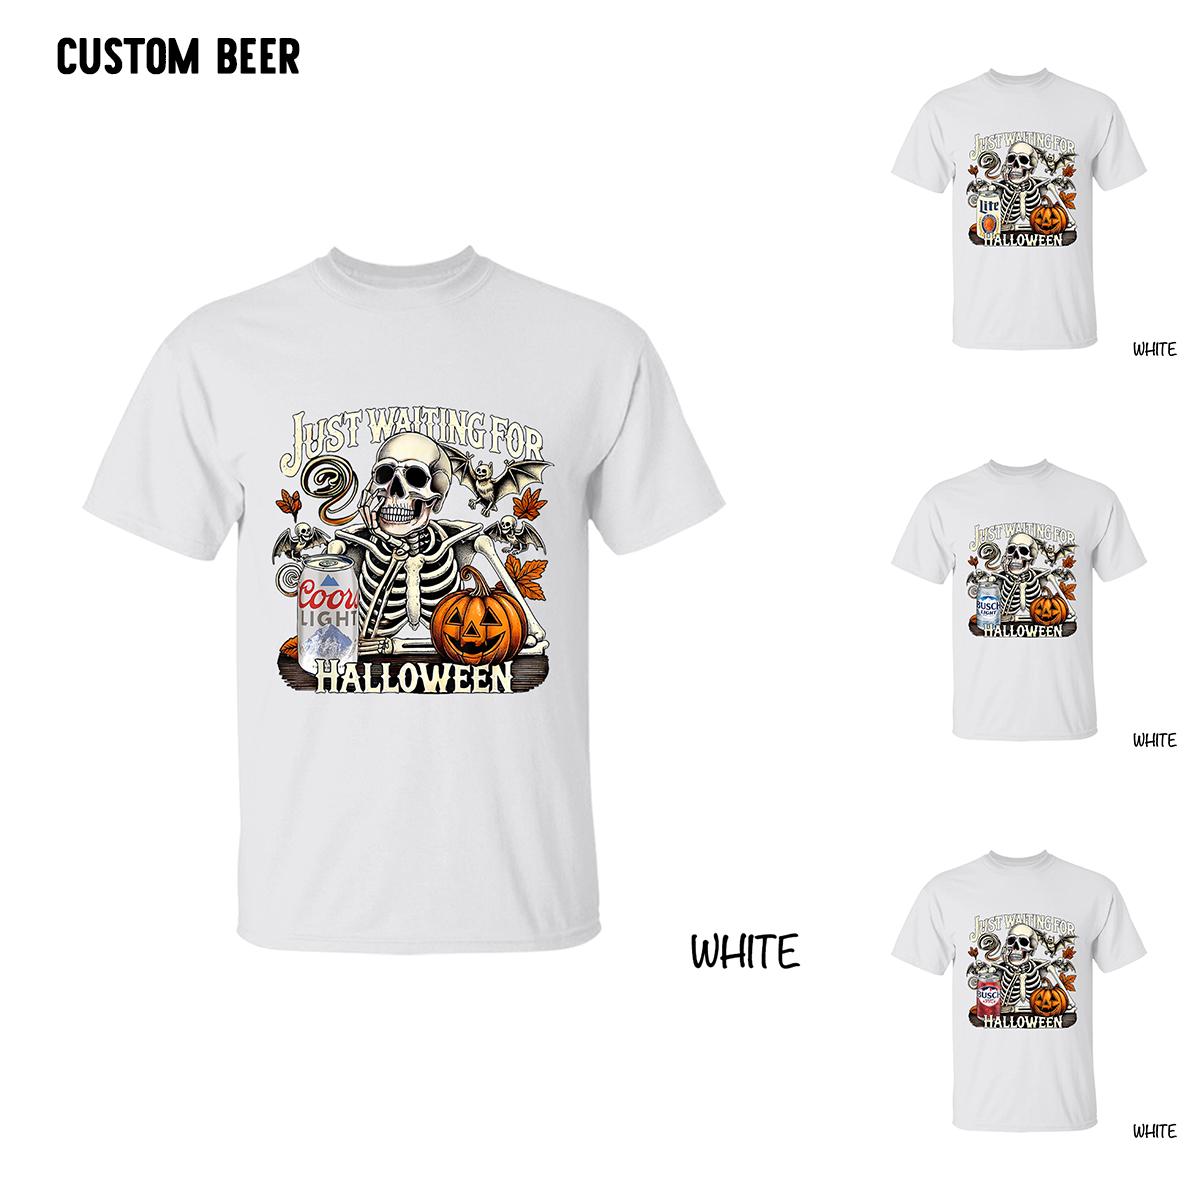 CUSTOM BEER
JUST WAITING FOR
Coors
LIGHT
HALLOWEEN
WHITE
JUST WAITING FOR
Lite
HALLOWEEN
WHITE
JUST WAITING FOR
BUSCH
LIGHT
HALLOWEEN
WHITE
JUST WAITING FOR
BUSCH
HALLOWEEN
WHITE